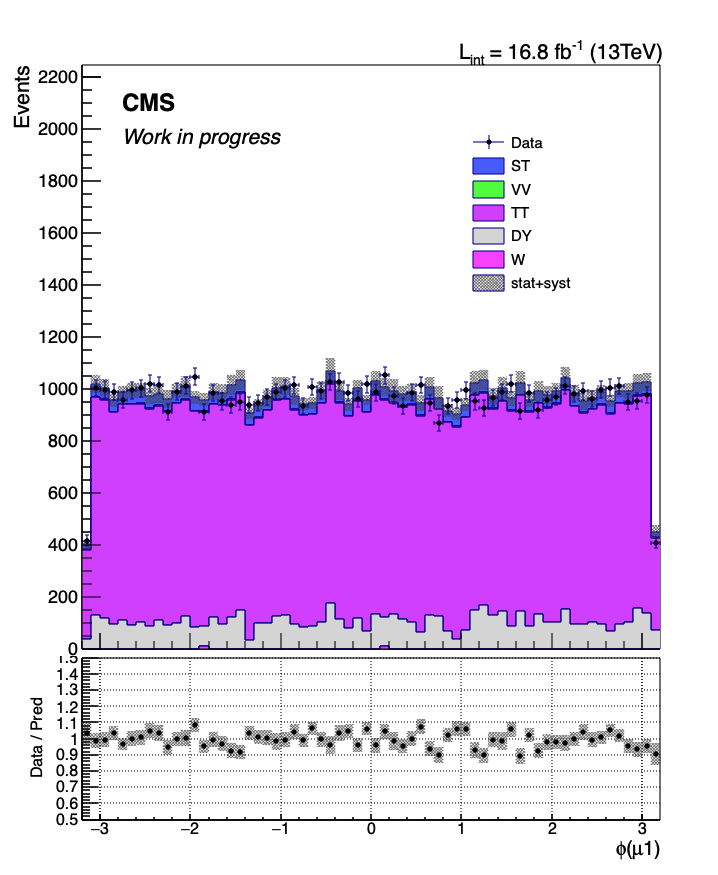 L_int = 16.8 fb⁻¹ (13TeV)
Events
2200
2000
1800
1600
1400
1200
1000
800
600
400
200
0
CMS
Work in progress
Data
ST
VV
TT
DY
W
stat+syst
Data / Pred
1.5
1.4
1.3
1.2
1.1
1
0.9
0.8
0.7
0.6
0.5
−3 −2 −1 0 1 2 3
ϕ(μ1)